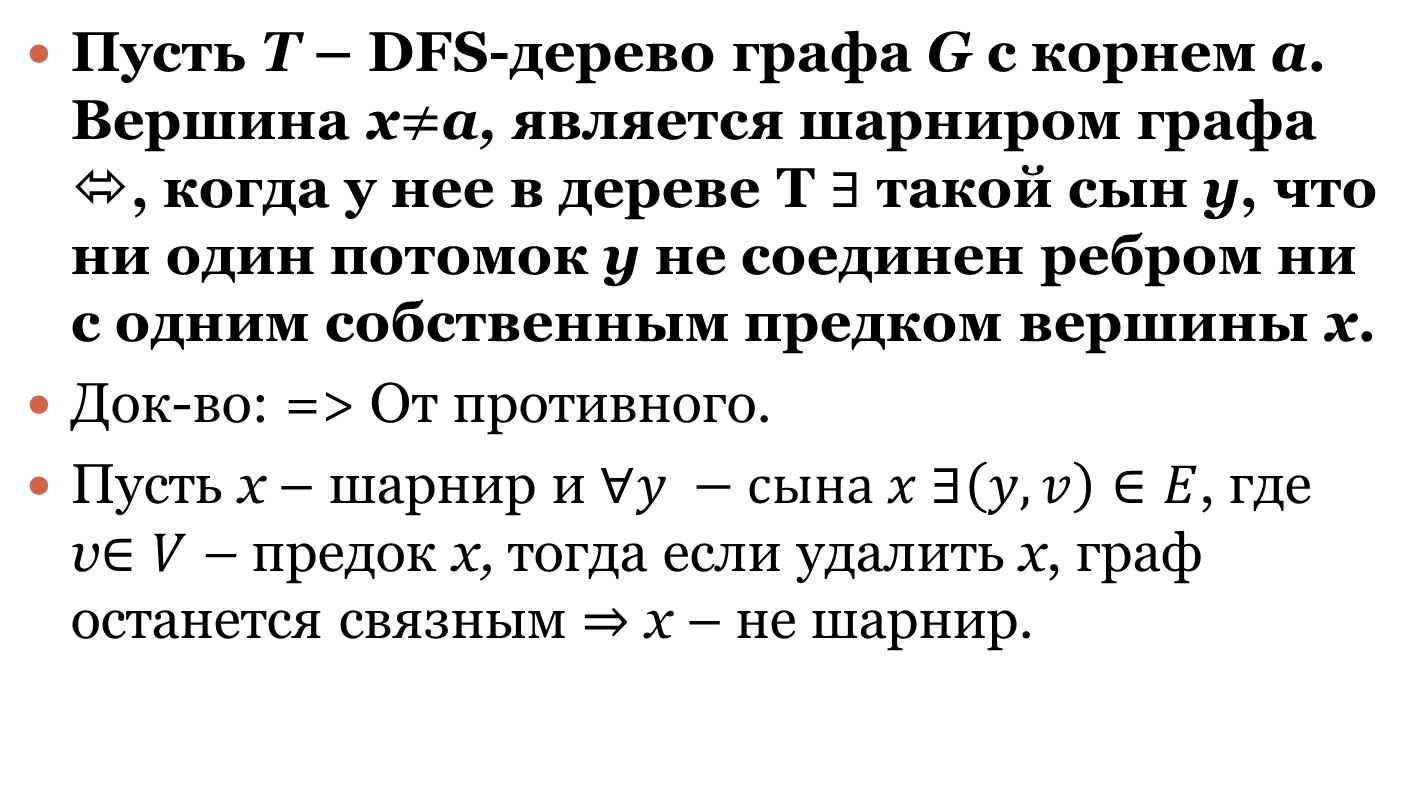 • Пусть T – DFS-дерево графа G с корнем a.
Вершина x≠a, является шарниром графа
⬄, когда у нее в дереве T ∃ такой сын y, что
ни один потомок y не соединен ребром ни
с одним собственным предком вершины x.
• Док-во: => От противного.
• Пусть x – шарнир и ∀y − сына x ∃(y, v) ∈ E, где
v∈ V – предок x, тогда если удалить x, граф
останется связным ⇒ x – не шарнир.